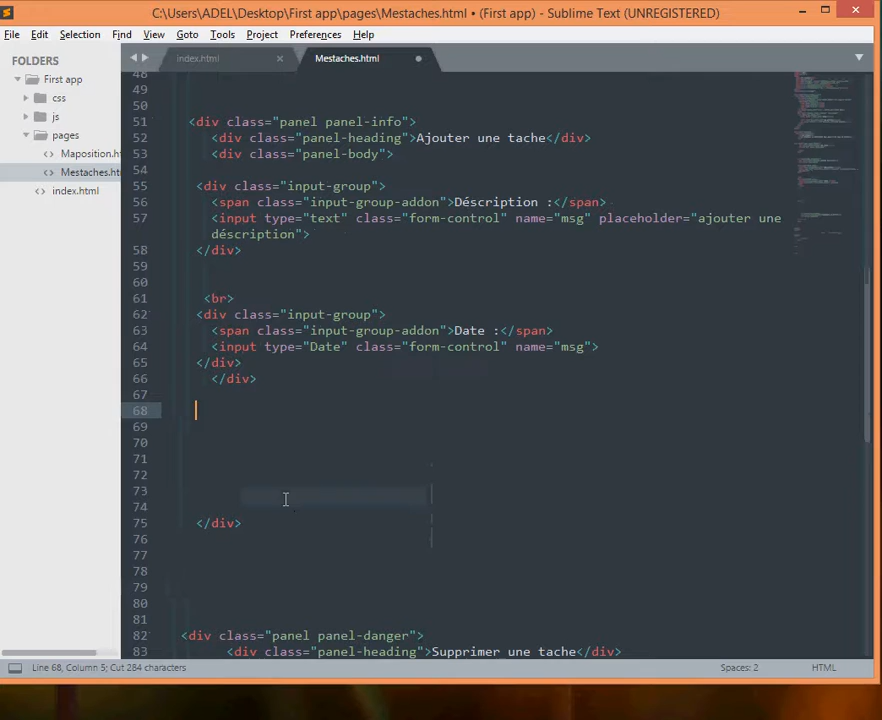 C:\Users\ADEL\Desktop\First app\pages\Mestaches.html • (First app) - Sublime Text (UNREGISTERED)
File Edit Selection Find View Goto Tools Project Preferences Help
FOLDERS
First app
css
js
pages
Maposition.ht
Mestaches.htm
index.html
index.html Mestaches.html
48
49
50
51 <div class="panel panel-info">
52 <div class="panel-heading">Ajouter une tache</div>
53 <div class="panel-body">
54
55 <div class="input-group">
56 <span class="input-group-addon">Déscription :</span>
57 <input type="text" class="form-control" name="msg" placeholder="ajouter une
déscription">
58 </div>
59
60
61 <br>
62 <div class="input-group">
63 <span class="input-group-addon">Date :</span>
64 <input type="Date" class="form-control" name="msg">
65 </div>
66 </div>
67
68
69
70
71
72
73
74
75 </div>
76
77
78
79
80
81
82 <div class="panel panel-danger">
83 <div class="panel-heading">Supprimer une tache</div>
Line 68, Column 5; Cut 284 characters Spaces: 2 HTML